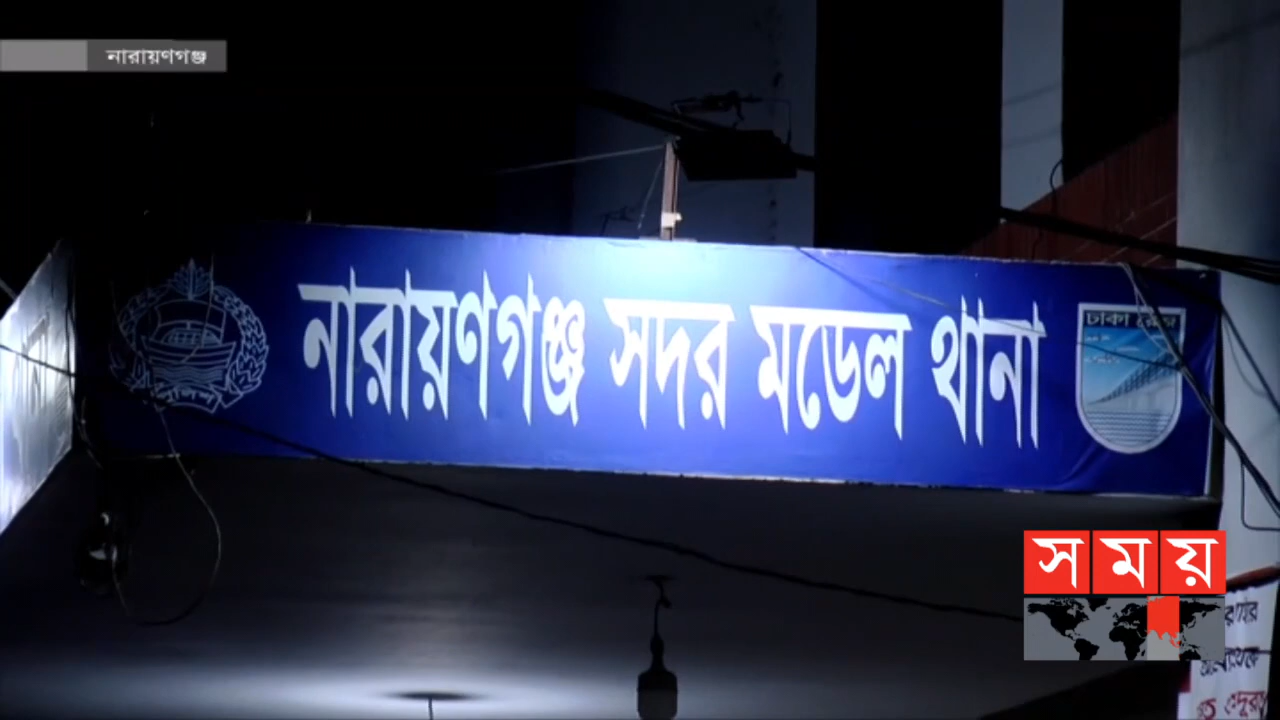 নারায়ণগঞ্জ
নারায়ণগঞ্জ সদর মডেল থানা
পুলিশ
ঢাকা রেঞ্জ
সময়